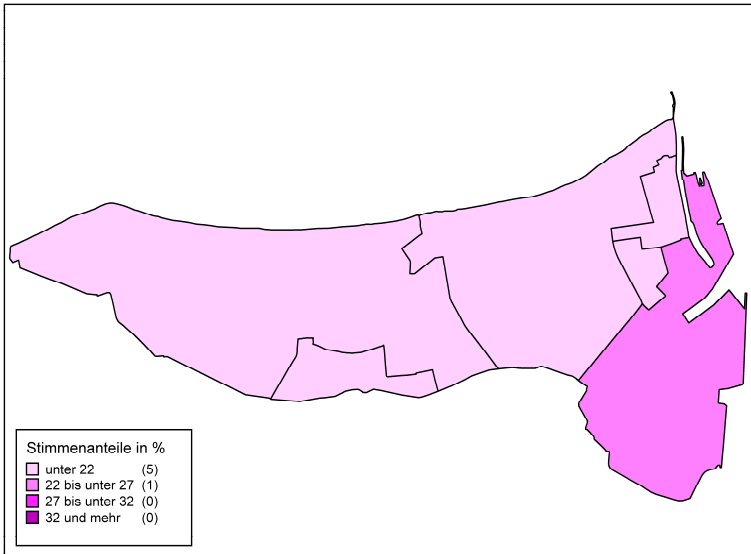 Stimmenanteile in %
unter 22 (5)
22 bis unter 27 (1)
27 bis unter 32 (0)
32 und mehr (0)